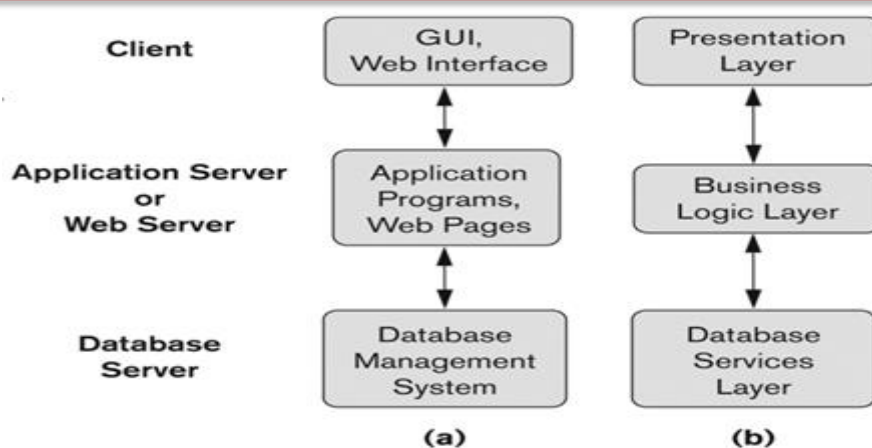 Client
GUI,
Web Interface
Presentation
Layer
Application Server
or
Web Server
Application
Programs,
Web Pages
Business
Logic Layer
Database
Server
Database
Management
System
Database
Services
Layer
(a)
(b)